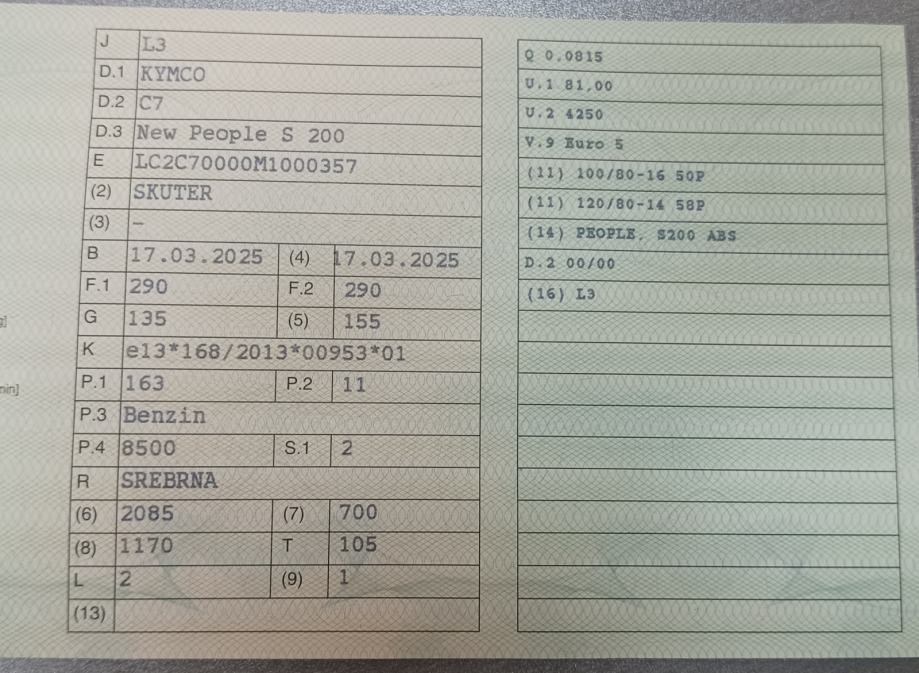 J L3
D.1 KYMCO
D.2 C7
D.3 New People S 200
E LC2C70000M1000357
(2) SKUTER
(3) –
B 17.03.2025 (4) 17.03.2025
F.1 290 F.2 290
G 135 (5) 155
K e13*168/2013*00953*01
P.1 163 P.2 11
P.3 Benzin
P.4 8500 S.1 2
R SREBRNA
(6) 2085 (7) 700
(8) 1170 T 105
L 2 (9) 1
(13)
Q 0,0815
U.1 81,00
U.2 4250
V.9 Euro 5
(11) 100/80-16 50P
(11) 120/80-14 58P
(14) PEOPLE, S200 ABS
D.2 00/00
(16) L3